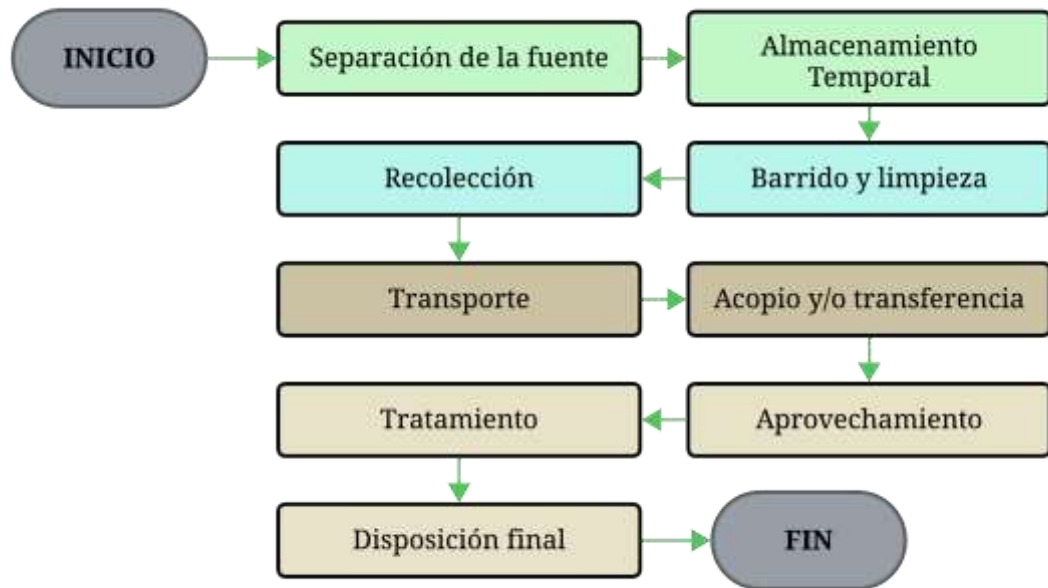 INICIO
Separación de la fuente
Almacenamiento
Temporal
Barrido y limpieza
Recolección
Transporte
Acopio y/o transferencia
Aprovechamiento
Tratamiento
Disposición final
FIN